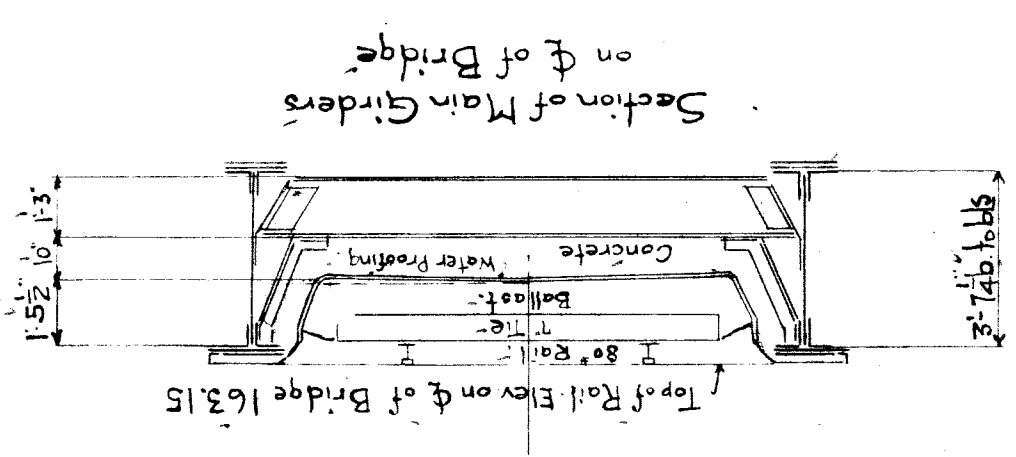 Top of Rail Elev. on ℄ of Bridge 163.15
80# Rail
7" Tie
Ballast
Water Proofing
Concrete
1'-5½"
10"
1'-3"
3'-7¼" b. to b ls
Section of Main Girders
on ℄ of Bridge